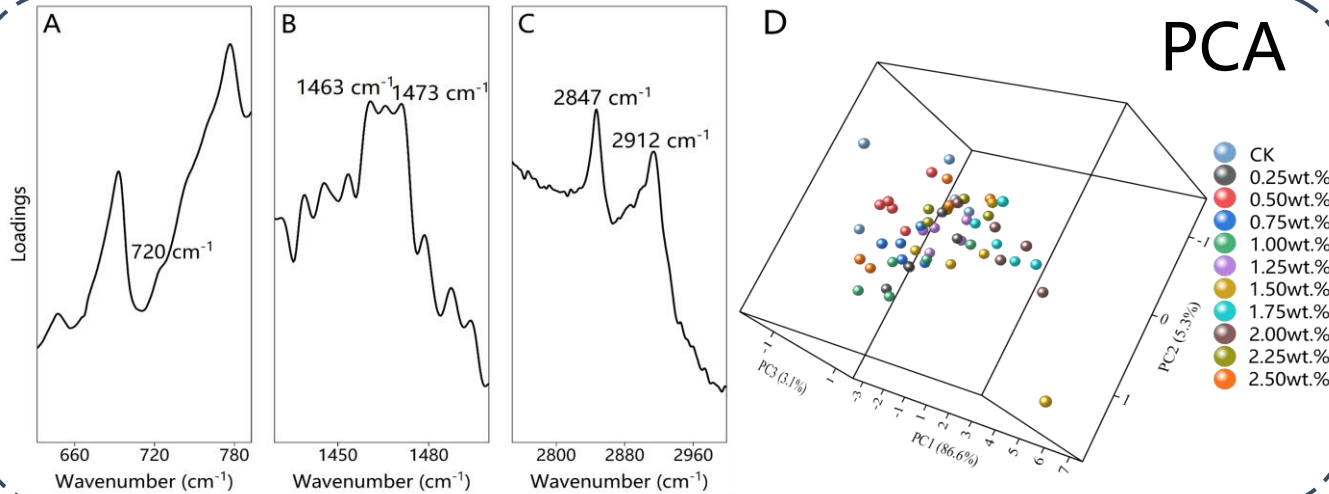 A
B
C
D
PCA
1463 cm⁻¹
1473 cm⁻¹
2847 cm⁻¹
2912 cm⁻¹
720 cm⁻¹
Loadings
660 720 780
1450 1480
2800 2880 2960
Wavenumber (cm⁻¹)
Wavenumber (cm⁻¹)
Wavenumber (cm⁻¹)
-1
1
PC3 (3.1%)
-3 -2 -1 1 2 3 4 5 6 7
PC1 (86.6%)
-1
0
1
PC2 (5.3%)
CK
0.25wt.%
0.50wt.%
0.75wt.%
1.00wt.%
1.25wt.%
1.50wt.%
1.75wt.%
2.00wt.%
2.25wt.%
2.50wt.%